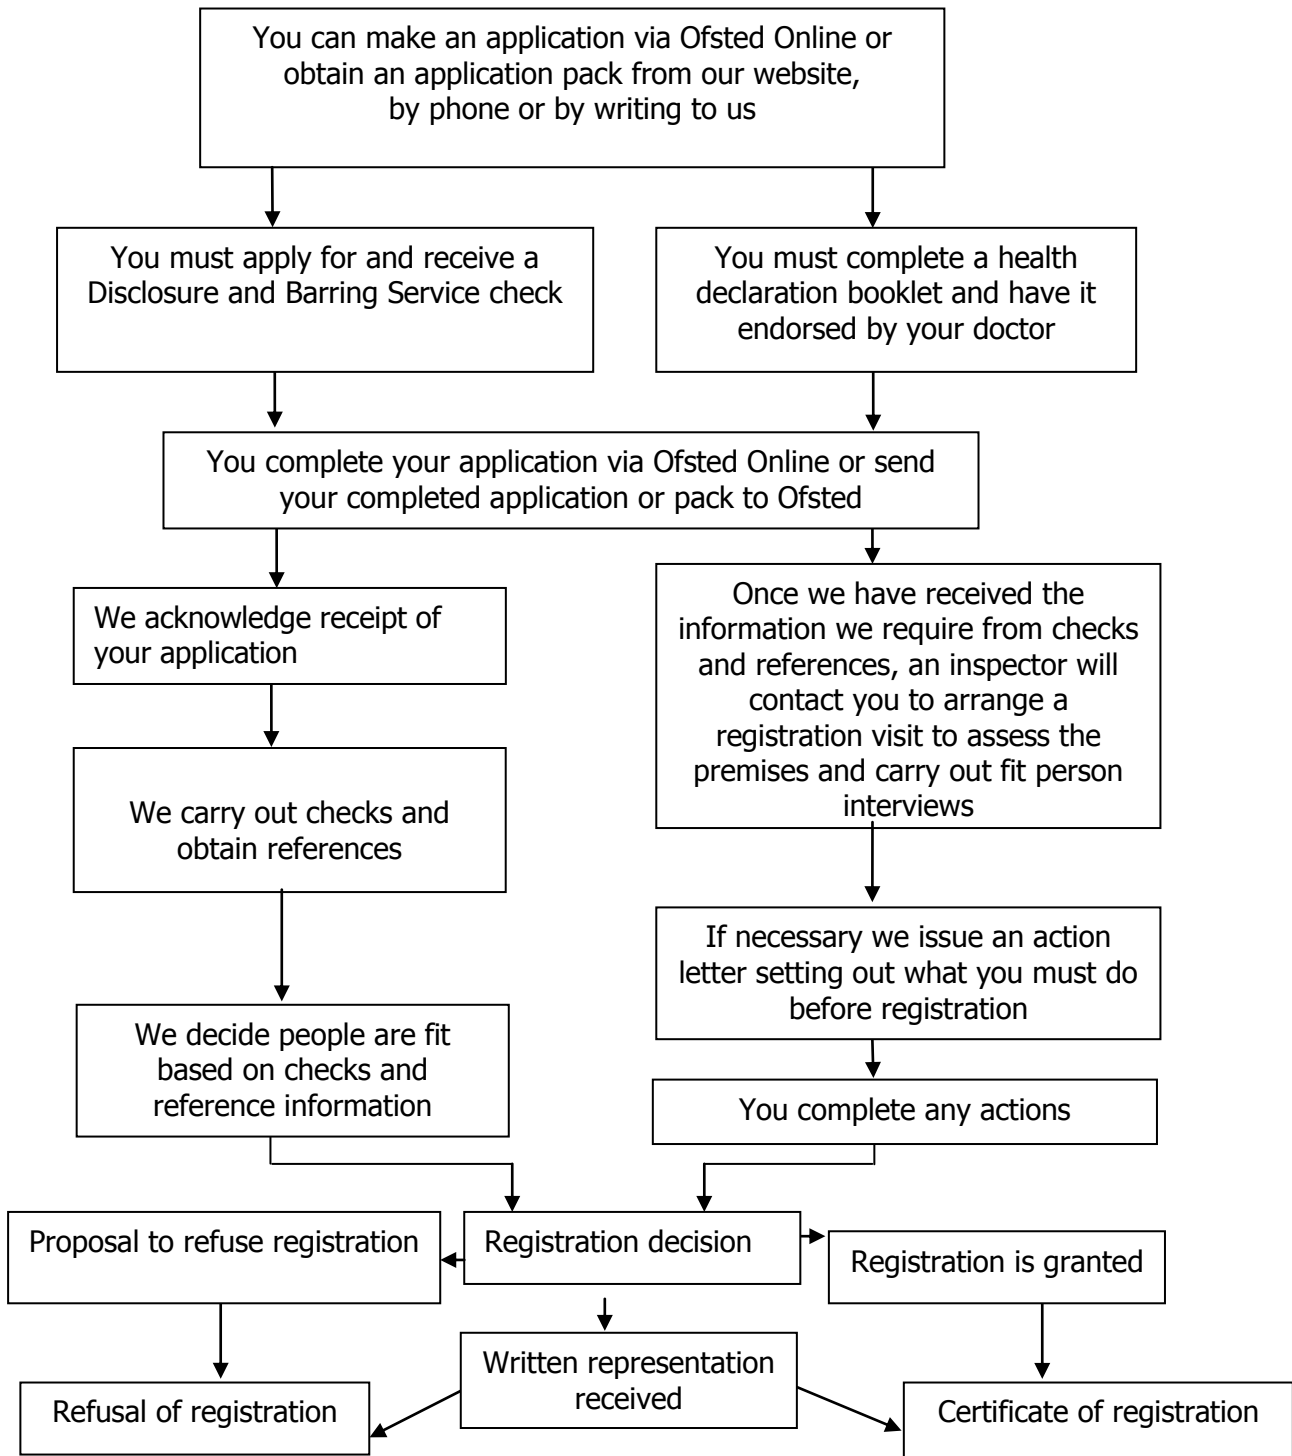 You can make an application via Ofsted Online or
obtain an application pack from our website,
by phone or by writing to us
You must apply for and receive a
Disclosure and Barring Service check
You must complete a health
declaration booklet and have it
endorsed by your doctor
You complete your application via Ofsted Online or send
your completed application or pack to Ofsted
We acknowledge receipt of
your application
Once we have received the
information we require from checks
and references, an inspector will
contact you to arrange a
registration visit to assess the
premises and carry out fit person
interviews
We carry out checks and
obtain references
If necessary we issue an action
letter setting out what you must do
before registration
We decide people are fit
based on checks and
reference information
You complete any actions
Proposal to refuse registration
Registration decision
Registration is granted
Written representation
received
Refusal of registration
Certificate of registration